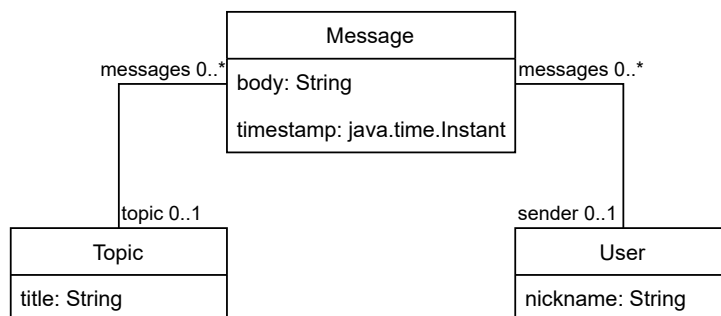 Message
messages 0..*
messages 0..*
body: String
timestamp: java.time.Instant
topic 0..1
sender 0..1
Topic
User
title: String
nickname: String